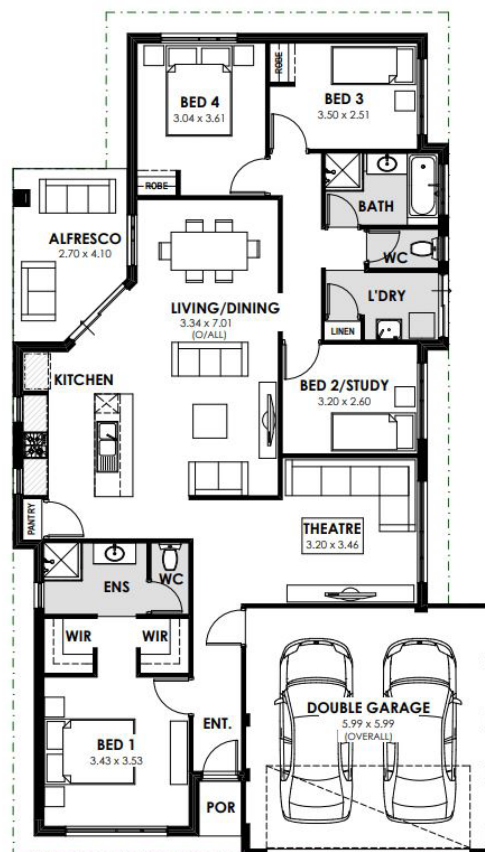 ROBE
BED 4
3.04 x 3.61
BED 3
3.50 x 2.51
ROBE
BATH
ALFRESCO
2.70 x 4.10
WC
LIVING/DINING
3.34 x 7.01
(O/ALL)
L'DRY
LINEN
KITCHEN
BED 2/STUDY
3.20 x 2.60
PANTRY
THEATRE
3.20 x 3.46
ENS
WC
WIR
WIR
DOUBLE GARAGE
5.99 x 5.99
(OVERALL)
ENT.
BED 1
3.43 x 3.53
POR